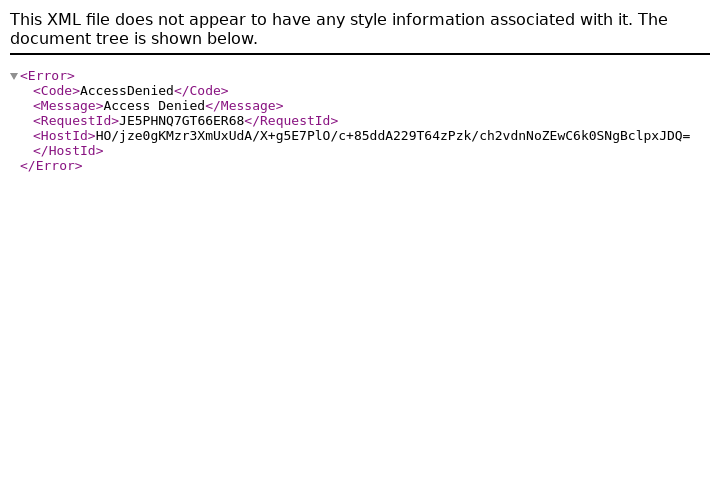 This XML file does not appear to have any style information associated with it. The
document tree is shown below.
<Error>
<Code>AccessDenied</Code>
<Message>Access Denied</Message>
<RequestId>JE5PHNQ7GT66ER68</RequestId>
<HostId>HO/jze0gKMzr3XmUxUdA/X+g5E7PlO/c+85ddA229T64zPzk/ch2vdnNoZEwC6k0SNgBclpxJDQ=
</HostId>
</Error>